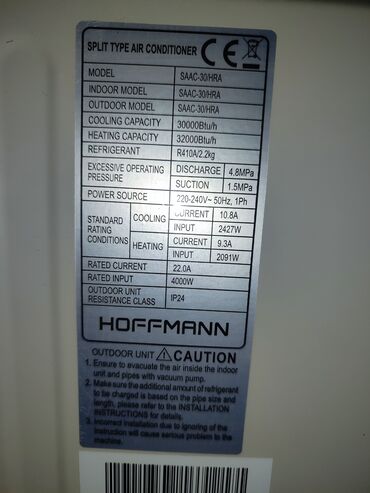 SPLIT TYPE AIR CONDITIONER CE
MODEL SAAC-30/HRA
INDOOR MODEL SAAC-30/HRA
OUTDOOR MODEL SAAC-30/HRA
COOLING CAPACITY 30000Btu/h
HEATING CAPACITY 32000Btu/h
REFRIGERANT R410A/2.2kg
EXCESSIVE OPERATING PRESSURE DISCHARGE 4.8MPa
SUCTION 1.5MPa
POWER SOURCE 220-240V~ 50Hz, 1Ph
STANDARD RATING CONDITIONS COOLING CURRENT 10.8A
INPUT 2427W
HEATING CURRENT 9.3A
INPUT 2091W
RATED CURRENT 22.0A
RATED INPUT 4000W
OUTDOOR UNIT RESISTANCE CLASS IP24
HOFFMANN
OUTDOOR UNIT ⚠CAUTION
1. Ensure to evacuate the air inside the indoor
unit and pipes with vacuum pump.
2. Make sure the additional amount of refrigerant
to be charged is based on the pipe size and
length, please refer to the INSTALLATION
INSTRUCTIONS for details.
3. Incorrect installation due to ignoring of the
instruction will cause serious problem to the
machine.